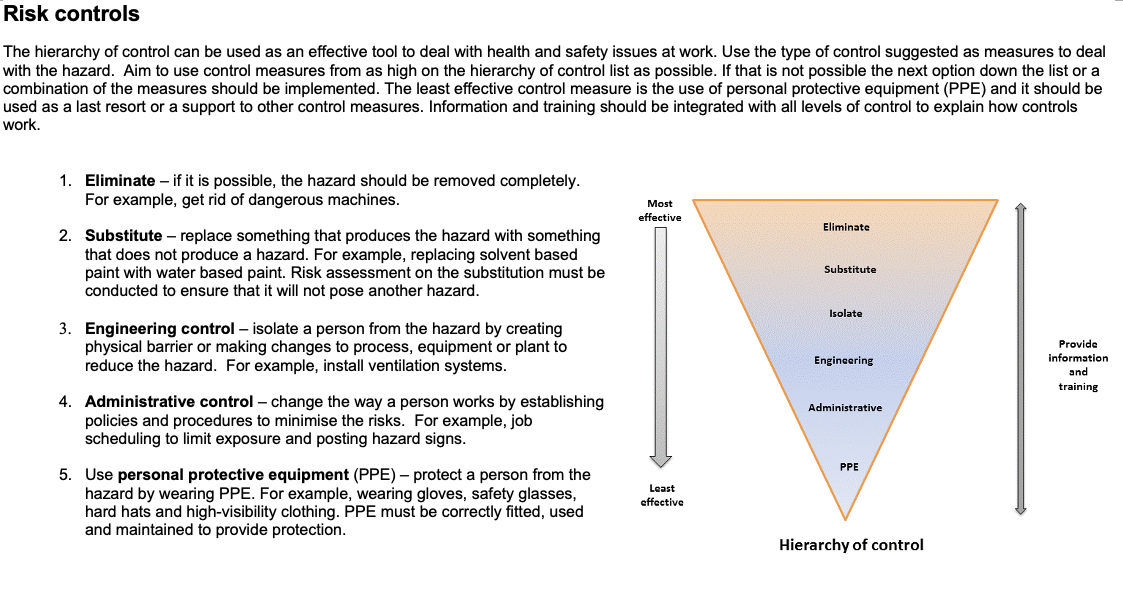 Risk controls
The hierarchy of control can be used as an effective tool to deal with health and safety issues at work. Use the type of control suggested as measures to deal
with the hazard.  Aim to use control measures from as high on the hierarchy of control list as possible. If that is not possible the next option down the list or a
combination of the measures should be implemented. The least effective control measure is the use of personal protective equipment (PPE) and it should be
used as a last resort or a support to other control measures. Information and training should be integrated with all levels of control to explain how controls
work.
1. Eliminate – if it is possible, the hazard should be removed completely.
For example, get rid of dangerous machines.
2. Substitute – replace something that produces the hazard with something
that does not produce a hazard. For example, replacing solvent based
paint with water based paint. Risk assessment on the substitution must be
conducted to ensure that it will not pose another hazard.
3. Engineering control – isolate a person from the hazard by creating
physical barrier or making changes to process, equipment or plant to
reduce the hazard.  For example, install ventilation systems.
4. Administrative control – change the way a person works by establishing
policies and procedures to minimise the risks.  For example, job
scheduling to limit exposure and posting hazard signs.
5. Use personal protective equipment (PPE) – protect a person from the
hazard by wearing PPE. For example, wearing gloves, safety glasses,
hard hats and high-visibility clothing. PPE must be correctly fitted, used
and maintained to provide protection.
Most
effective
Least
effective
Eliminate
Substitute
Isolate
Engineering
Administrative
PPE
Provide
information
and
training
Hierarchy of control